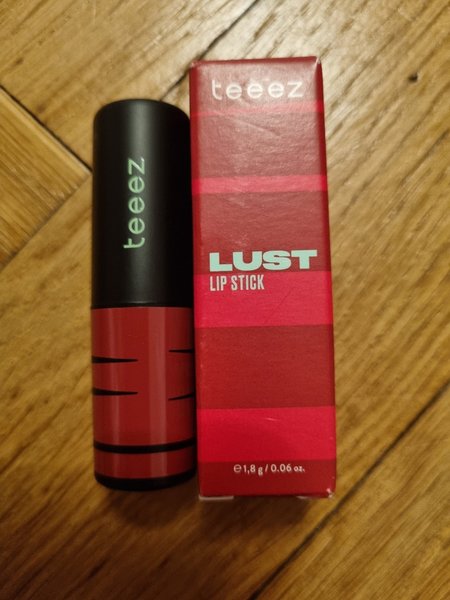 teeez
teeez
LUST
LIP STICK
℮1,8 g / 0.06 oz.